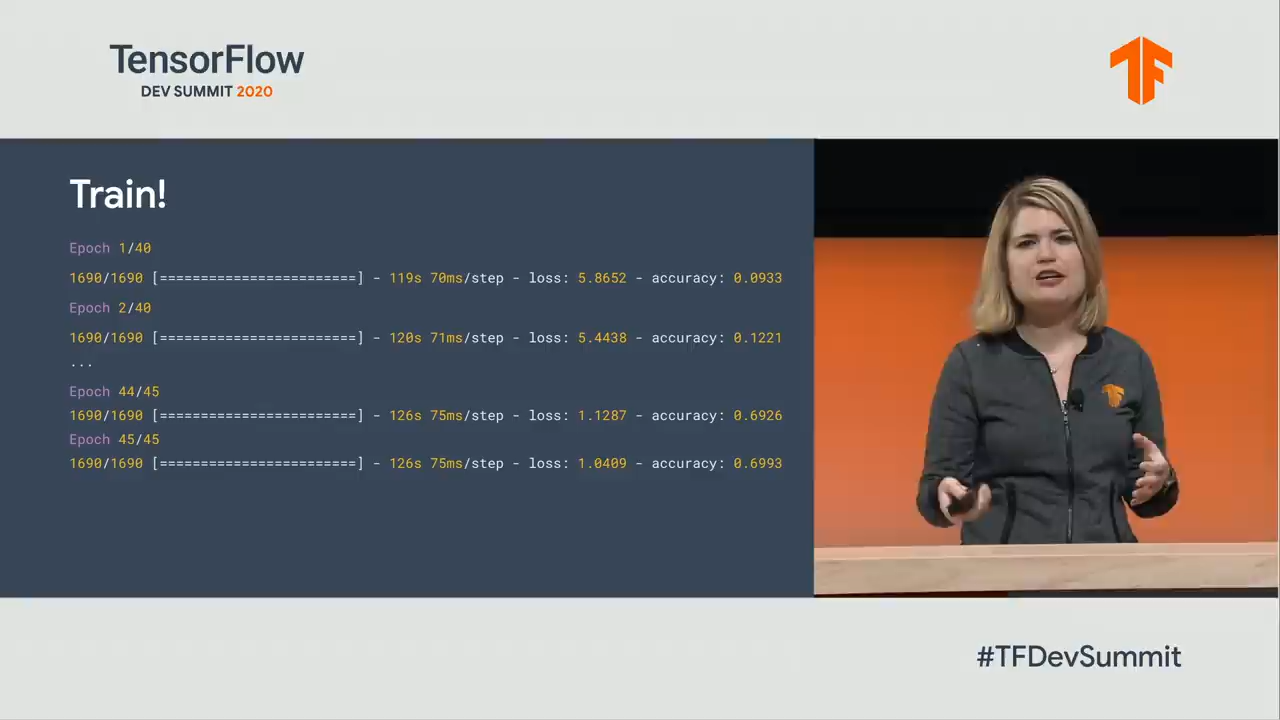 TensorFlow
DEV SUMMIT 2020
Train!
Epoch 1/40
1690/1690 [========================] - 119s 70ms/step - loss: 5.8652 - accuracy: 0.0933
Epoch 2/40
1690/1690 [========================] - 120s 71ms/step - loss: 5.4438 - accuracy: 0.1221
...
Epoch 44/45
1690/1690 [========================] - 126s 75ms/step - loss: 1.1287 - accuracy: 0.6926
Epoch 45/45
1690/1690 [========================] - 126s 75ms/step - loss: 1.0409 - accuracy: 0.6993
#TFDevSummit